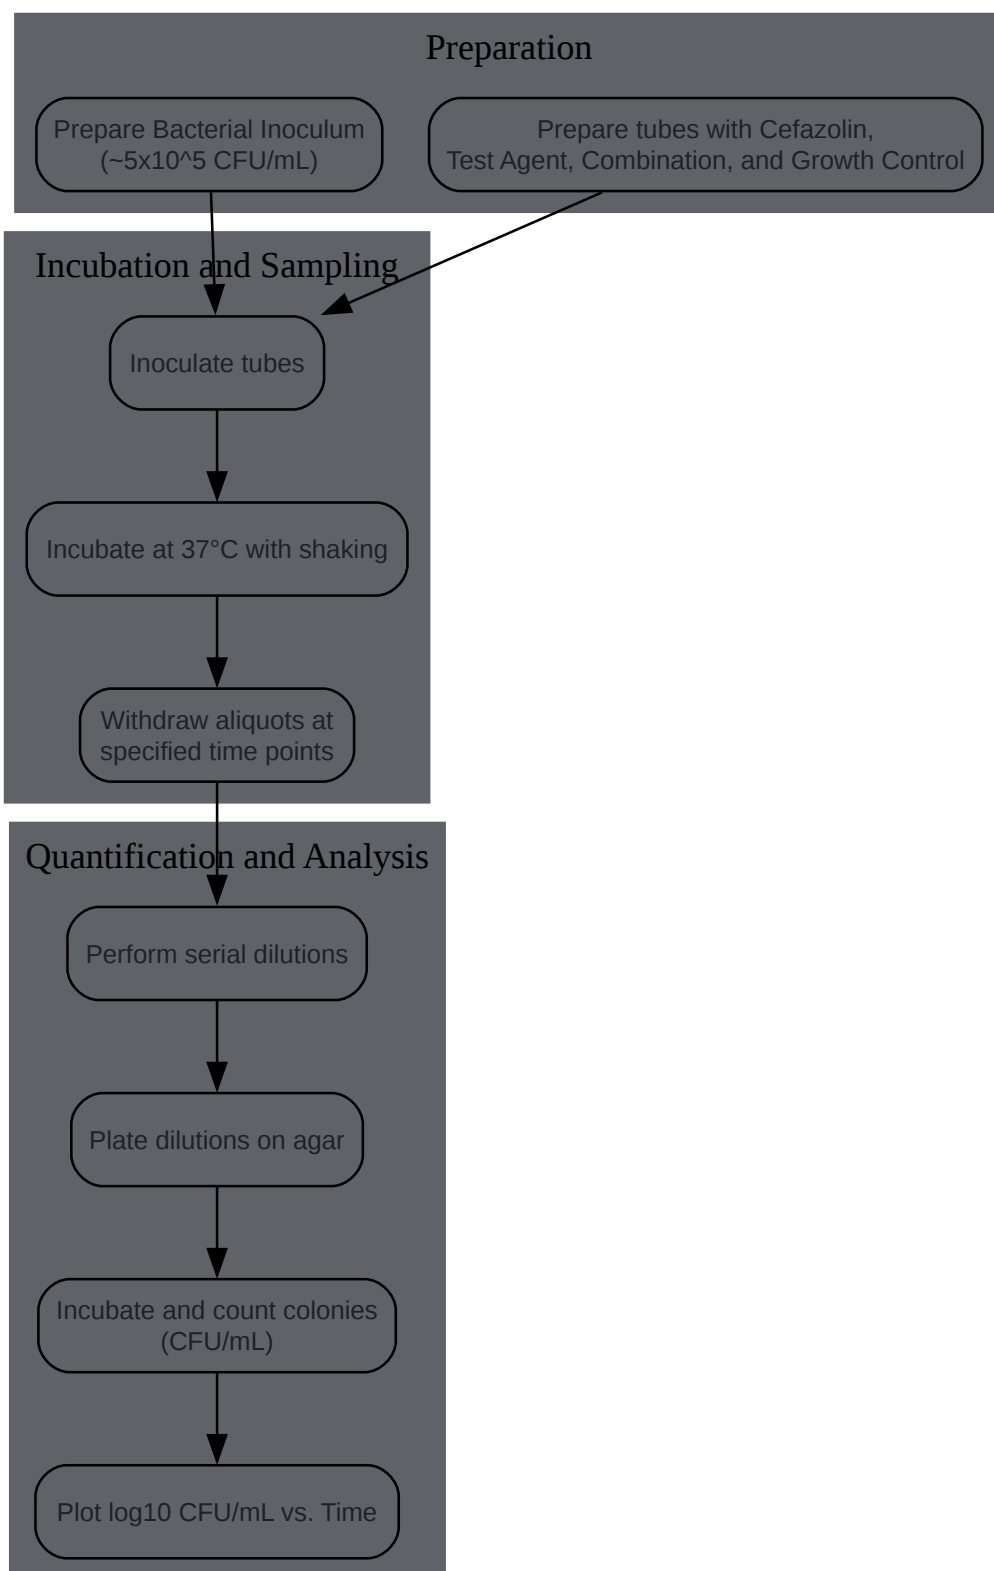 Preparation
Prepare Bacterial Inoculum
(~5x10^5 CFU/mL)
Prepare tubes with Cefazolin,
Test Agent, Combination, and Growth Control
Incubation and Sampling
Inoculate tubes
Incubate at 37°C with shaking
Withdraw aliquots at
specified time points
Quantification and Analysis
Perform serial dilutions
Plate dilutions on agar
Incubate and count colonies
(CFU/mL)
Plot log10 CFU/mL vs. Time